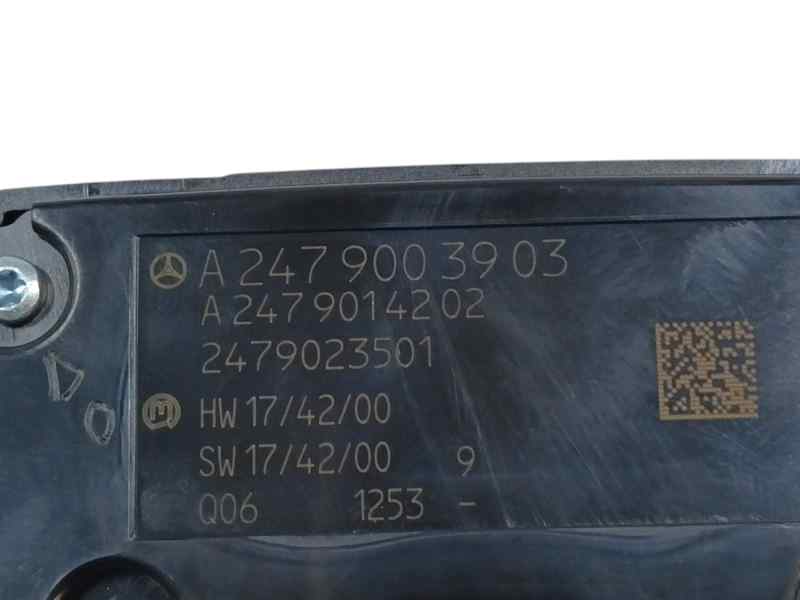 A 247 900 39 03
A 247 901 42 02
2479023501
HW 17/42/00
SW 17/42/00 9
Q06 1253 -